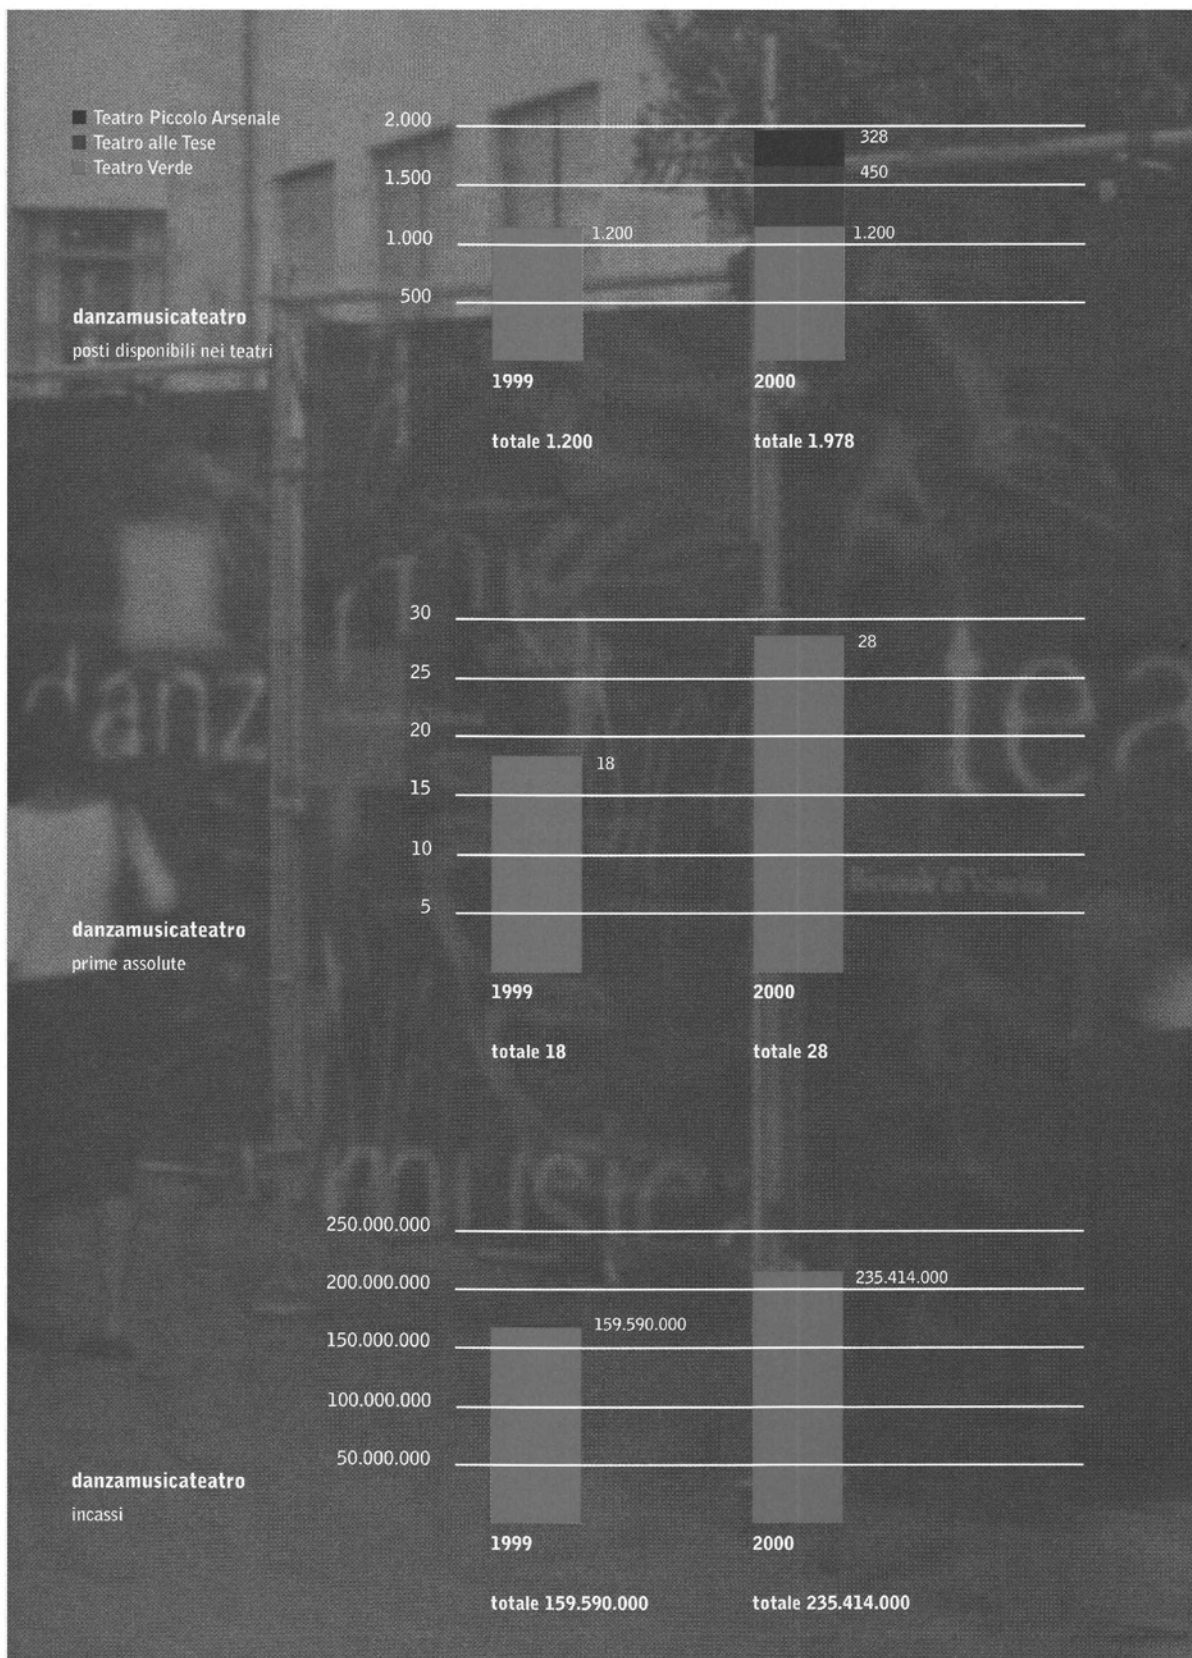 Teatro Piccolo Arsenale
Teatro alle Tese
Teatro Verde
2.000
1.500
1.000
500
328
450
1.200
1.200
danzamusicateatro
posti disponibili nei teatri
1999
2000
totale 1.200
totale 1.978
30
25
20
15
10
5
28
18
danz
tea
danzamusicateatro
prime assolute
1999
2000
totale 18
totale 28
music
250.000.000
200.000.000
150.000.000
100.000.000
50.000.000
235.414.000
159.590.000
danzamusicateatro
incassi
1999
2000
totale 159.590.000
totale 235.414.000